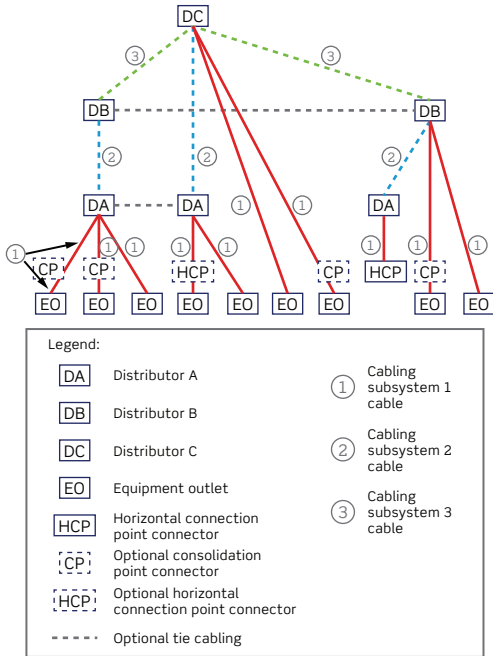 DC
3
3
DB
DB
2
2
2
DA
DA
DA
1
1
1
1
1
1
1
1
1
1
1
CP
CP
HCP
CP
HCP
CP
EO
EO
EO
EO
EO
EO
EO
EO
EO
Legend:
DA Distributor A
DB Distributor B
DC Distributor C
EO Equipment outlet
HCP Horizontal connection
point connector
CP Optional consolidation
point connector
HCP Optional horizontal
connection point connector
Optional tie cabling
1 Cabling
subsystem 1
cable
2 Cabling
subsystem 2
cable
3 Cabling
subsystem 3
cable